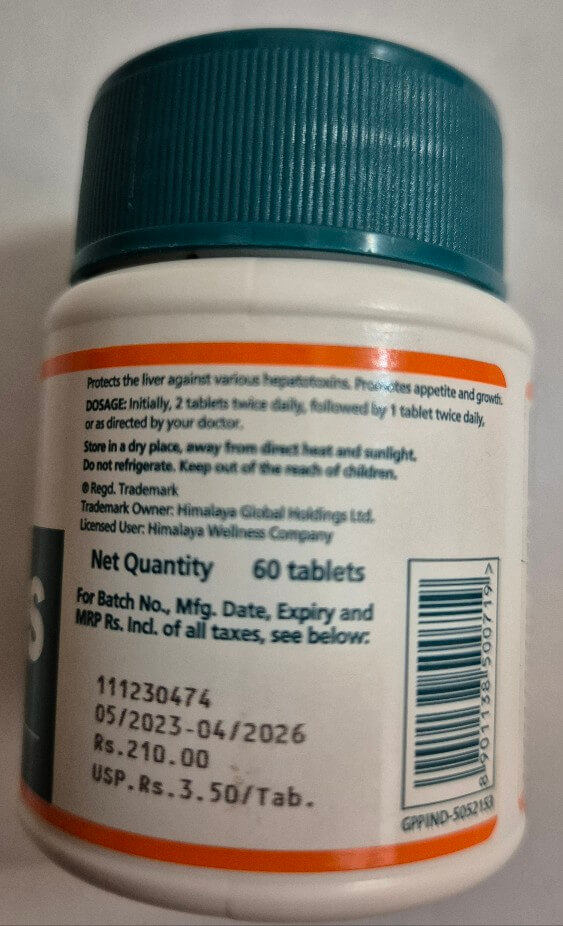 Protects the liver against various hepatotoxins. Promotes appetite and growth.
DOSAGE: Initially, 2 tablets twice daily, followed by 1 tablet twice daily,
or as directed by your doctor.
Store in a dry place, away from direct heat and sunlight.
Do not refrigerate. Keep out of the reach of children.
® Regd. Trademark
Trademark Owner: Himalaya Global Holdings Ltd.
Licensed User: Himalaya Wellness Company
Net Quantity 60 tablets
For Batch No., Mfg. Date, Expiry and
MRP Rs. Incl. of all taxes, see below:
111230474
05/2023-04/2026
Rs.210.00
USP.Rs.3.50/Tab.
S
8 901138 500719 >
GPPIND-5052153